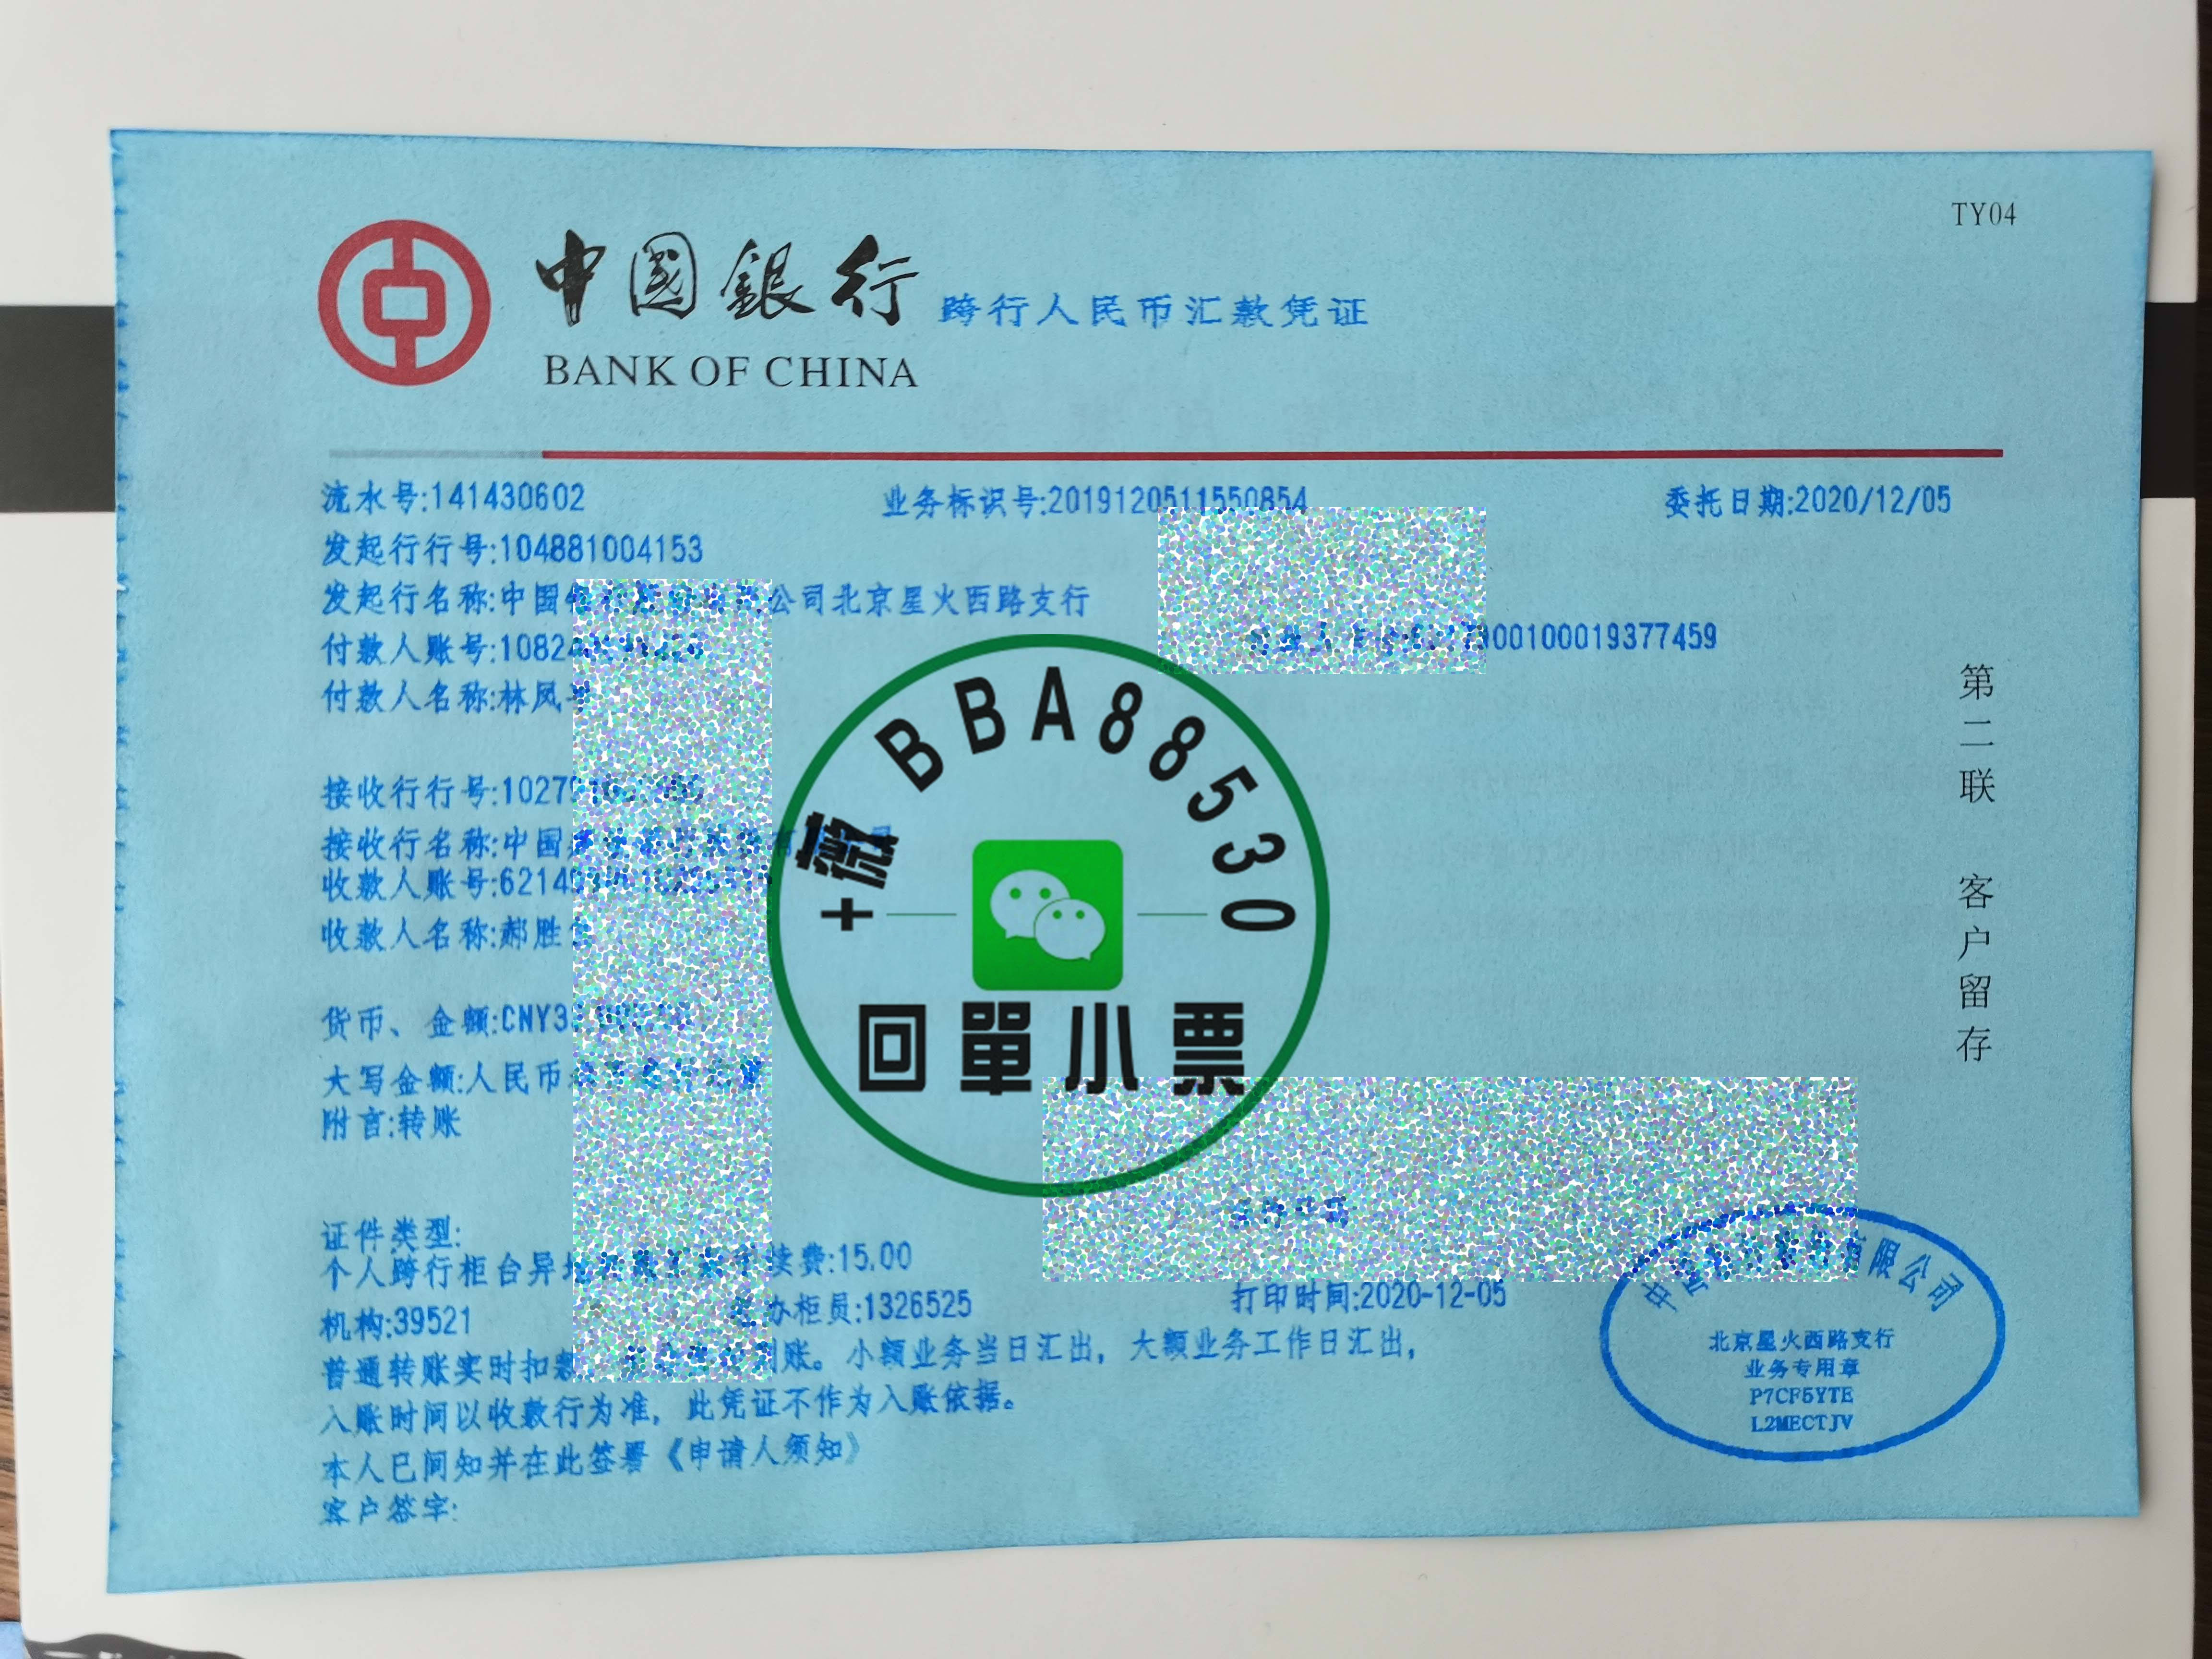 TY04
中國銀行 跨行人民币汇款凭证
BANK OF CHINA
流水号:141430602 业务标识号:2019120511550854 委托日期:2020/12/05
发起行行号:104881004153
发起行名称:中国 公司北京星火西路支行
付款人账号:1082 00100019377459
付款人名称:林凤
接收行行号:1027
接收行名称:中国
收款人账号:6214
收款人名称:郝胜
货币、金额:CNY3
大写金额:人民币
附言:转账
第二联 客户留存
+微 BBA88530
回單小票
证件类型:
个人跨行柜台异 续费:15.00
机构:39521 办柜员:1326525 打印时间:2020-12-05
普通转账实时扣 到账。小额业务当日汇出，大额业务工作日汇出，
入账时间以收款行为准，此凭证不作为入账依据。
本人已阅知并在此签署《申请人须知》
客户签字:
有限公司
北京星火西路支行
业务专用章
P7CF5YTE
L2MECTJV